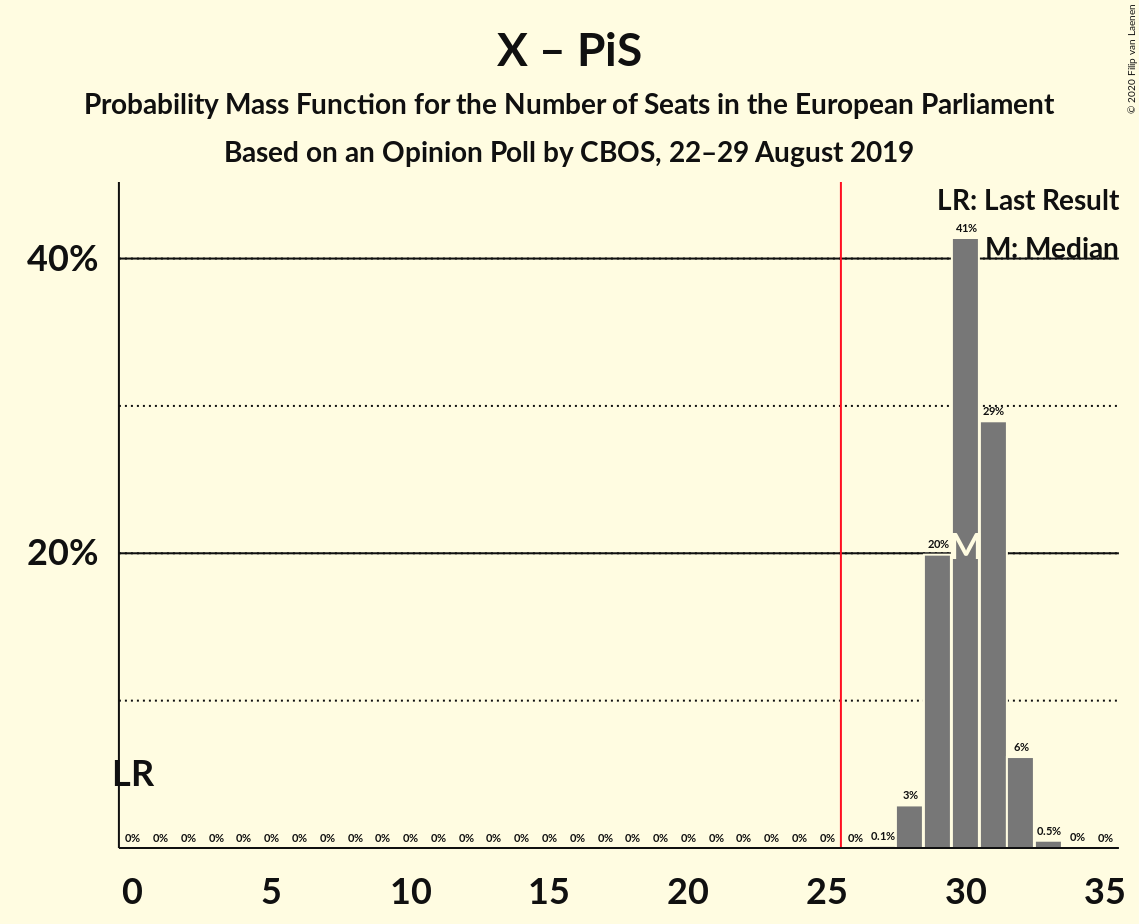 X – PiS
Probability Mass Function for the Number of Seats in the European Parliament
Based on an Opinion Poll by CBOS, 22–29 August 2019
© 2020 Filip van Laenen
LR: Last Result
M: Median
41%
40%
29%
20%
20%
M
LR
6%
3%
0% 0% 0% 0% 0% 0% 0% 0% 0% 0% 0% 0% 0% 0% 0% 0% 0% 0% 0% 0% 0% 0% 0% 0% 0% 0% 0% 0.1% 0.5% 0% 0%
0 5 10 15 20 25 30 35